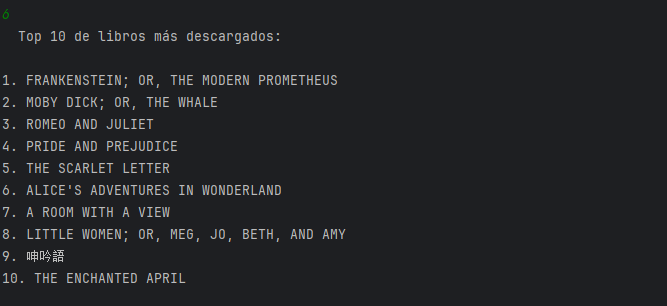 6
Top 10 de libros más descargados:
1. FRANKENSTEIN; OR, THE MODERN PROMETHEUS
2. MOBY DICK; OR, THE WHALE
3. ROMEO AND JULIET
4. PRIDE AND PREJUDICE
5. THE SCARLET LETTER
6. ALICE'S ADVENTURES IN WONDERLAND
7. A ROOM WITH A VIEW
8. LITTLE WOMEN; OR, MEG, JO, BETH, AND AMY
9. 呻吟語
10. THE ENCHANTED APRIL